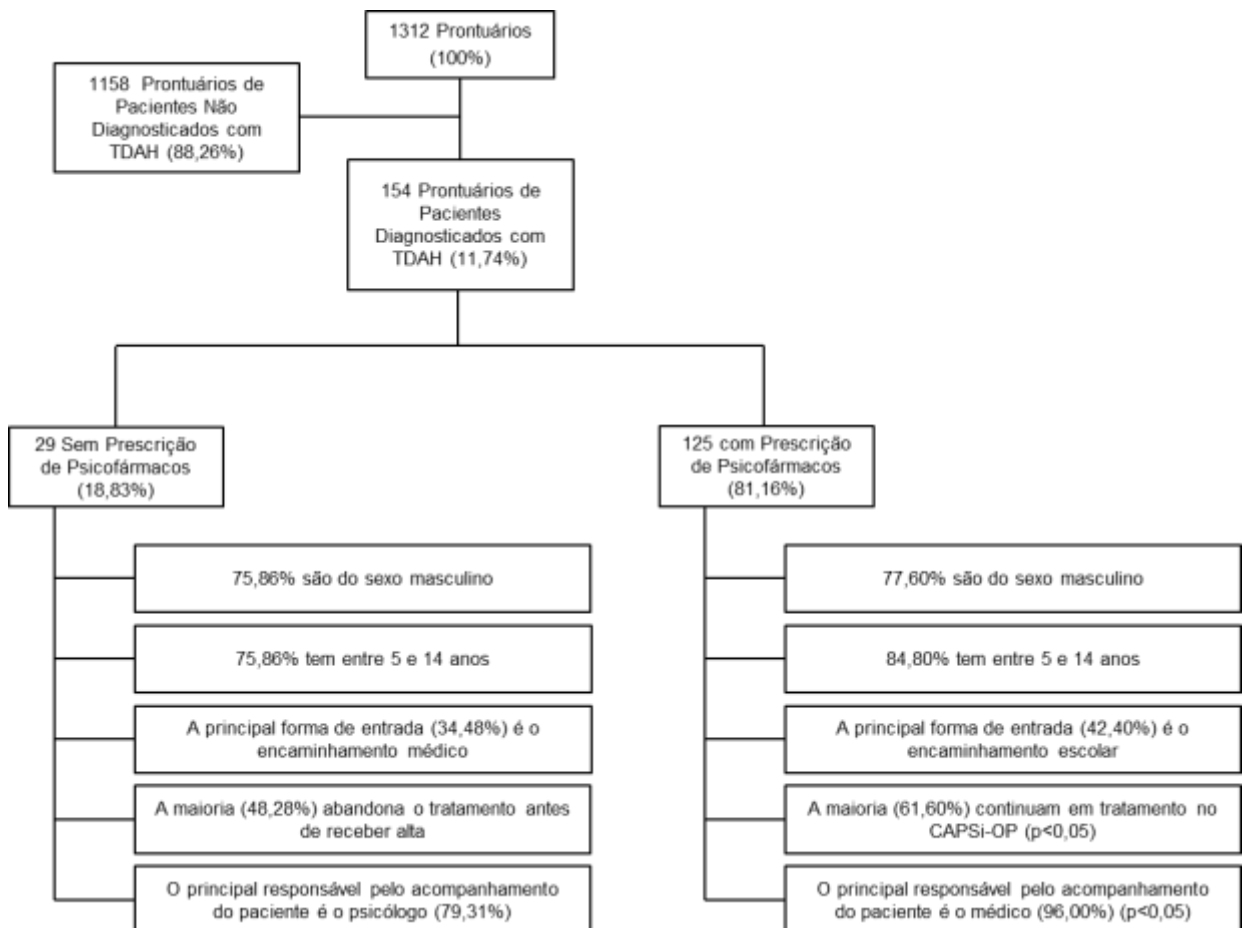 1312 Prontuários
(100%)
1158 Prontuários de
Pacientes Não
Diagnosticados com
TDAH (88,26%)
154 Prontuários de
Pacientes
Diagnosticados com
TDAH (11,74%)
29 Sem Prescrição
de Psicofármacos
(18,83%)
125 com Prescrição
de Psicofármacos
(81,16%)
75,86% são do sexo masculino
75,86% tem entre 5 e 14 anos
A principal forma de entrada (34,48%) é o
encaminhamento médico
A maioria (48,28%) abandona o tratamento antes
de receber alta
O principal responsável pelo acompanhamento
do paciente é o psicólogo (79,31%)
77,60% são do sexo masculino
84,80% tem entre 5 e 14 anos
A principal forma de entrada (42,40%) é o
encaminhamento escolar
A maioria (61,60%) continuam em tratamento no
CAPSi-OP (p<0,05)
O principal responsável pelo acompanhamento
do paciente é o médico (96,00%) (p<0,05)